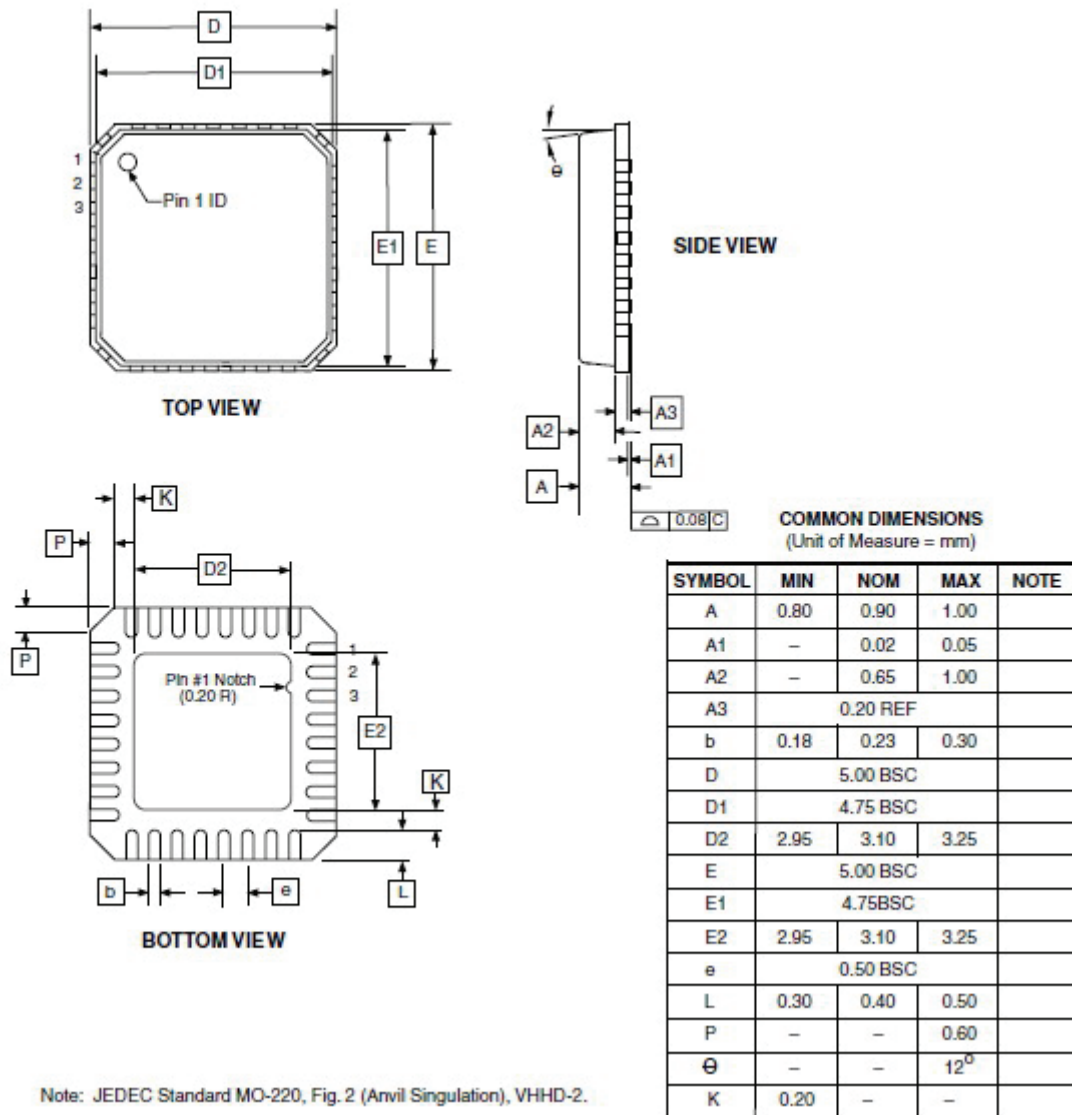 D
D1
1
2
3
Pin 1 ID
E1
E
TOP VIEW
Θ
SIDE VIEW
A3
A2
A1
A
0.08 C
K
P
D2
P
Pin #1 Notch
(0.20 R)
1
2
3
E2
K
b
e
L
BOTTOM VIEW
COMMON DIMENSIONS
(Unit of Measure = mm)
SYMBOL MIN NOM MAX NOTE
A 0.80 0.90 1.00
A1 – 0.02 0.05
A2 – 0.65 1.00
A3 0.20 REF
b 0.18 0.23 0.30
D 5.00 BSC
D1 4.75 BSC
D2 2.95 3.10 3.25
E 5.00 BSC
E1 4.75BSC
E2 2.95 3.10 3.25
e 0.50 BSC
L 0.30 0.40 0.50
P – – 0.60
Θ – – 12°
K 0.20 – –
Note: JEDEC Standard MO-220, Fig. 2 (Anvil Singulation), VHHD-2.